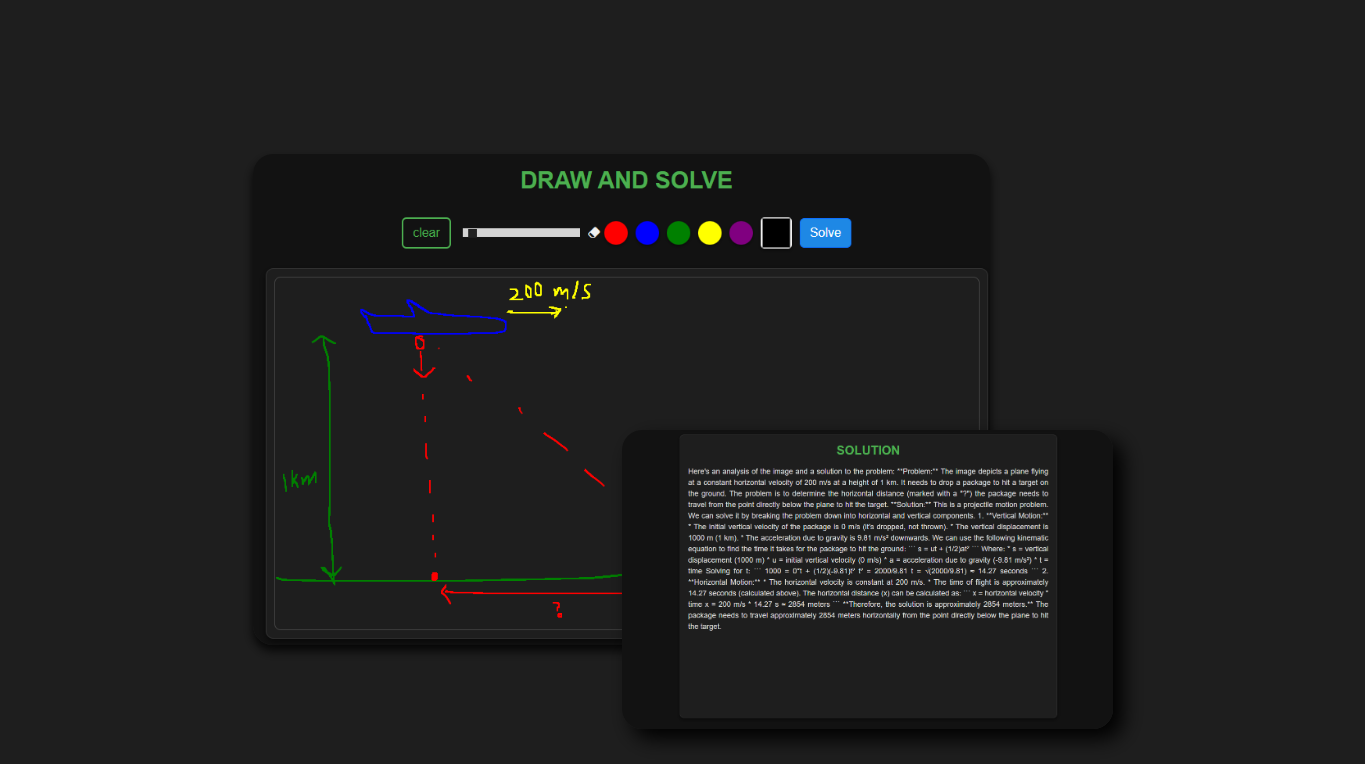 DRAW AND SOLVE
clear
Solve
200 m/s
1km
?
SOLUTION
Here's an analysis of the image and a solution to the problem: **Problem:** The image depicts a plane flying
at a constant horizontal velocity of 200 m/s at a height of 1 km. It needs to drop a package to hit a target on
the ground. The problem is to determine the horizontal distance (marked with a "?") the package needs to
travel from the point directly below the plane to hit the target. **Solution:** This is a projectile motion problem.
We can solve it by breaking the problem down into horizontal and vertical components. 1. **Vertical Motion:**
* The initial vertical velocity of the package is 0 m/s (it's dropped, not thrown). * The vertical displacement is
1000 m (1 km). * The acceleration due to gravity is 9.81 m/s² downwards. We can use the following kinematic
equation to find the time it takes for the package to hit the ground: ``` s = ut + (1/2)at² ``` Where: * s = vertical
displacement (1000 m) * u = initial vertical velocity (0 m/s) * a = acceleration due to gravity (-9.81 m/s²) * t =
time Solving for t: ``` 1000 = 0*t + (1/2)(-9.81)t² t² = 2000/9.81 t = √(2000/9.81) ≈ 14.27 seconds ``` 2.
**Horizontal Motion:** * The horizontal velocity is constant at 200 m/s. * The time of flight is approximately
14.27 seconds (calculated above). The horizontal distance (x) can be calculated as: ``` x = horizontal velocity *
time x = 200 m/s * 14.27 s ≈ 2854 meters ``` **Therefore, the solution is approximately 2854 meters.** The
package needs to travel approximately 2854 meters horizontally from the point directly below the plane to hit
the target.